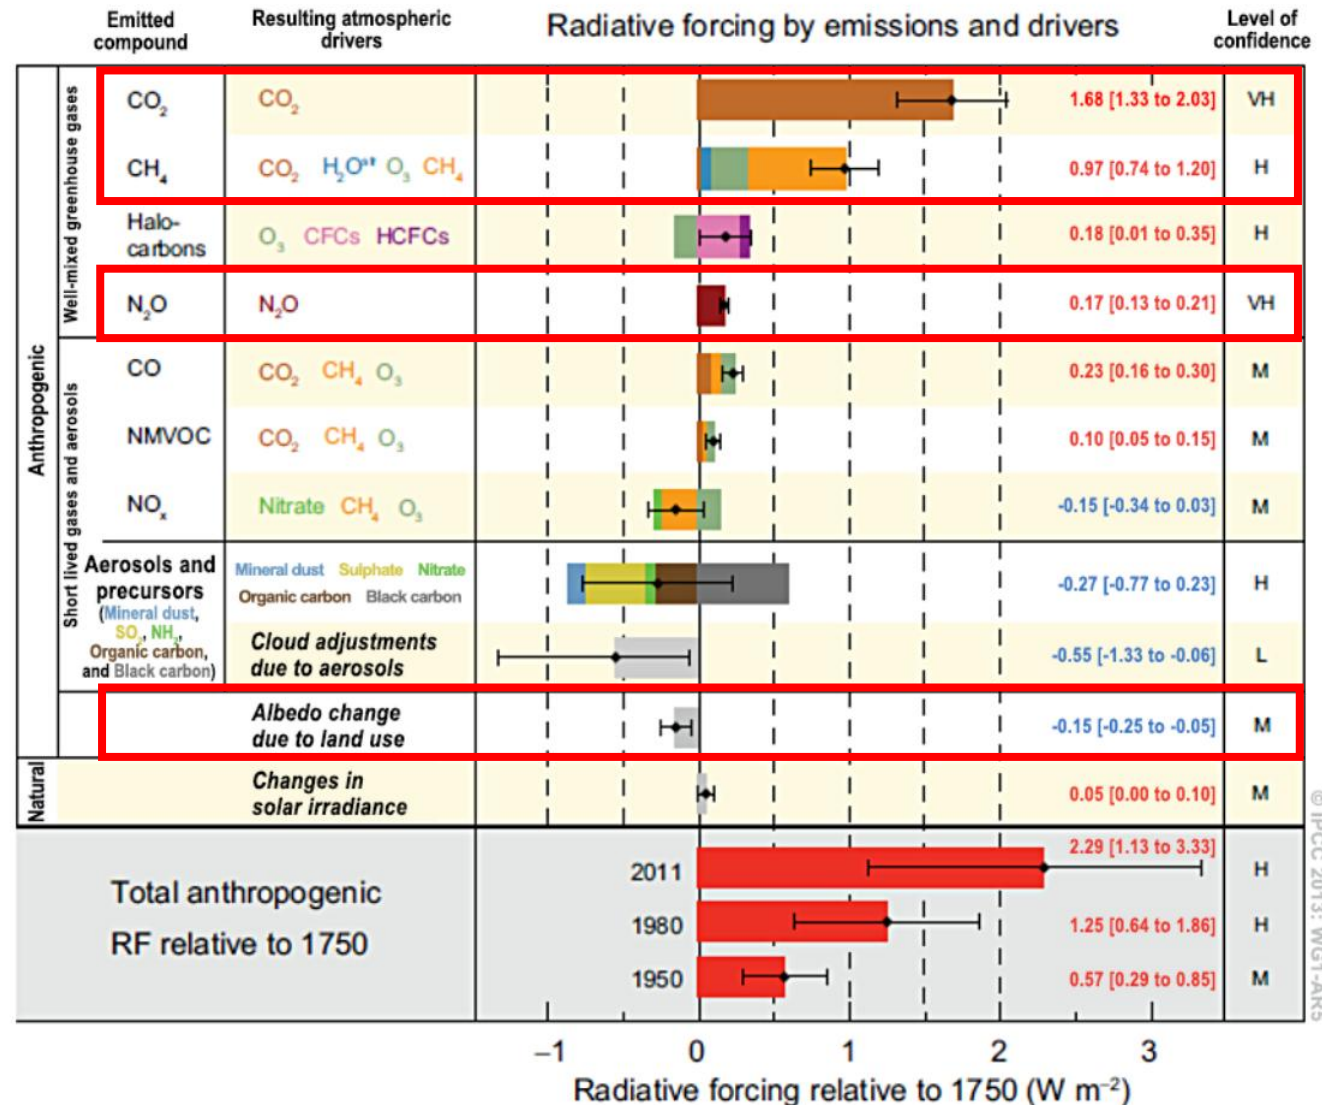 Emitted compound
Resulting atmospheric drivers
Radiative forcing by emissions and drivers
Level of confidence
Anthropogenic
Well-mixed greenhouse gases
CO₂ CO₂ 1.68 [1.33 to 2.03] VH
CH₄ CO₂ H₂Oˢᵗʳ O₃ CH₄ 0.97 [0.74 to 1.20] H
Halo-
carbons O₃ CFCs HCFCs 0.18 [0.01 to 0.35] H
N₂O N₂O 0.17 [0.13 to 0.21] VH
Short lived gases and aerosols
CO CO₂ CH₄ O₃ 0.23 [0.16 to 0.30] M
NMVOC CO₂ CH₄ O₃ 0.10 [0.05 to 0.15] M
NOₓ Nitrate CH₄ O₃ -0.15 [-0.34 to 0.03] M
Aerosols and
precursors
(Mineral dust,
SO₂, NH₃,
Organic carbon,
and Black carbon)
Mineral dust Sulphate Nitrate
Organic carbon Black carbon
-0.27 [-0.77 to 0.23] H
Cloud adjustments
due to aerosols
-0.55 [-1.33 to -0.06] L
Albedo change
due to land use
-0.15 [-0.25 to -0.05] M
Natural
Changes in
solar irradiance
0.05 [0.00 to 0.10] M
Total anthropogenic
RF relative to 1750
2011 2.29 [1.13 to 3.33] H
1980 1.25 [0.64 to 1.86] H
1950 0.57 [0.29 to 0.85] M
−1 0 1 2 3
Radiative forcing relative to 1750 (W m⁻²)
© IPCC 2013: WG1-AR5